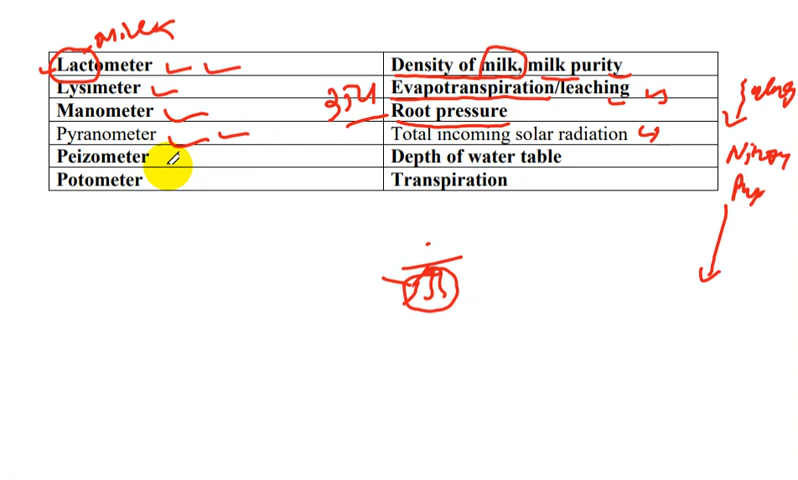 Milk
Lactometer Density of milk, milk purity
Lysimeter Evapotranspiration/leaching
Manometer Root pressure
Pyranometer Total incoming solar radiation
Peizometer Depth of water table
Potometer Transpiration